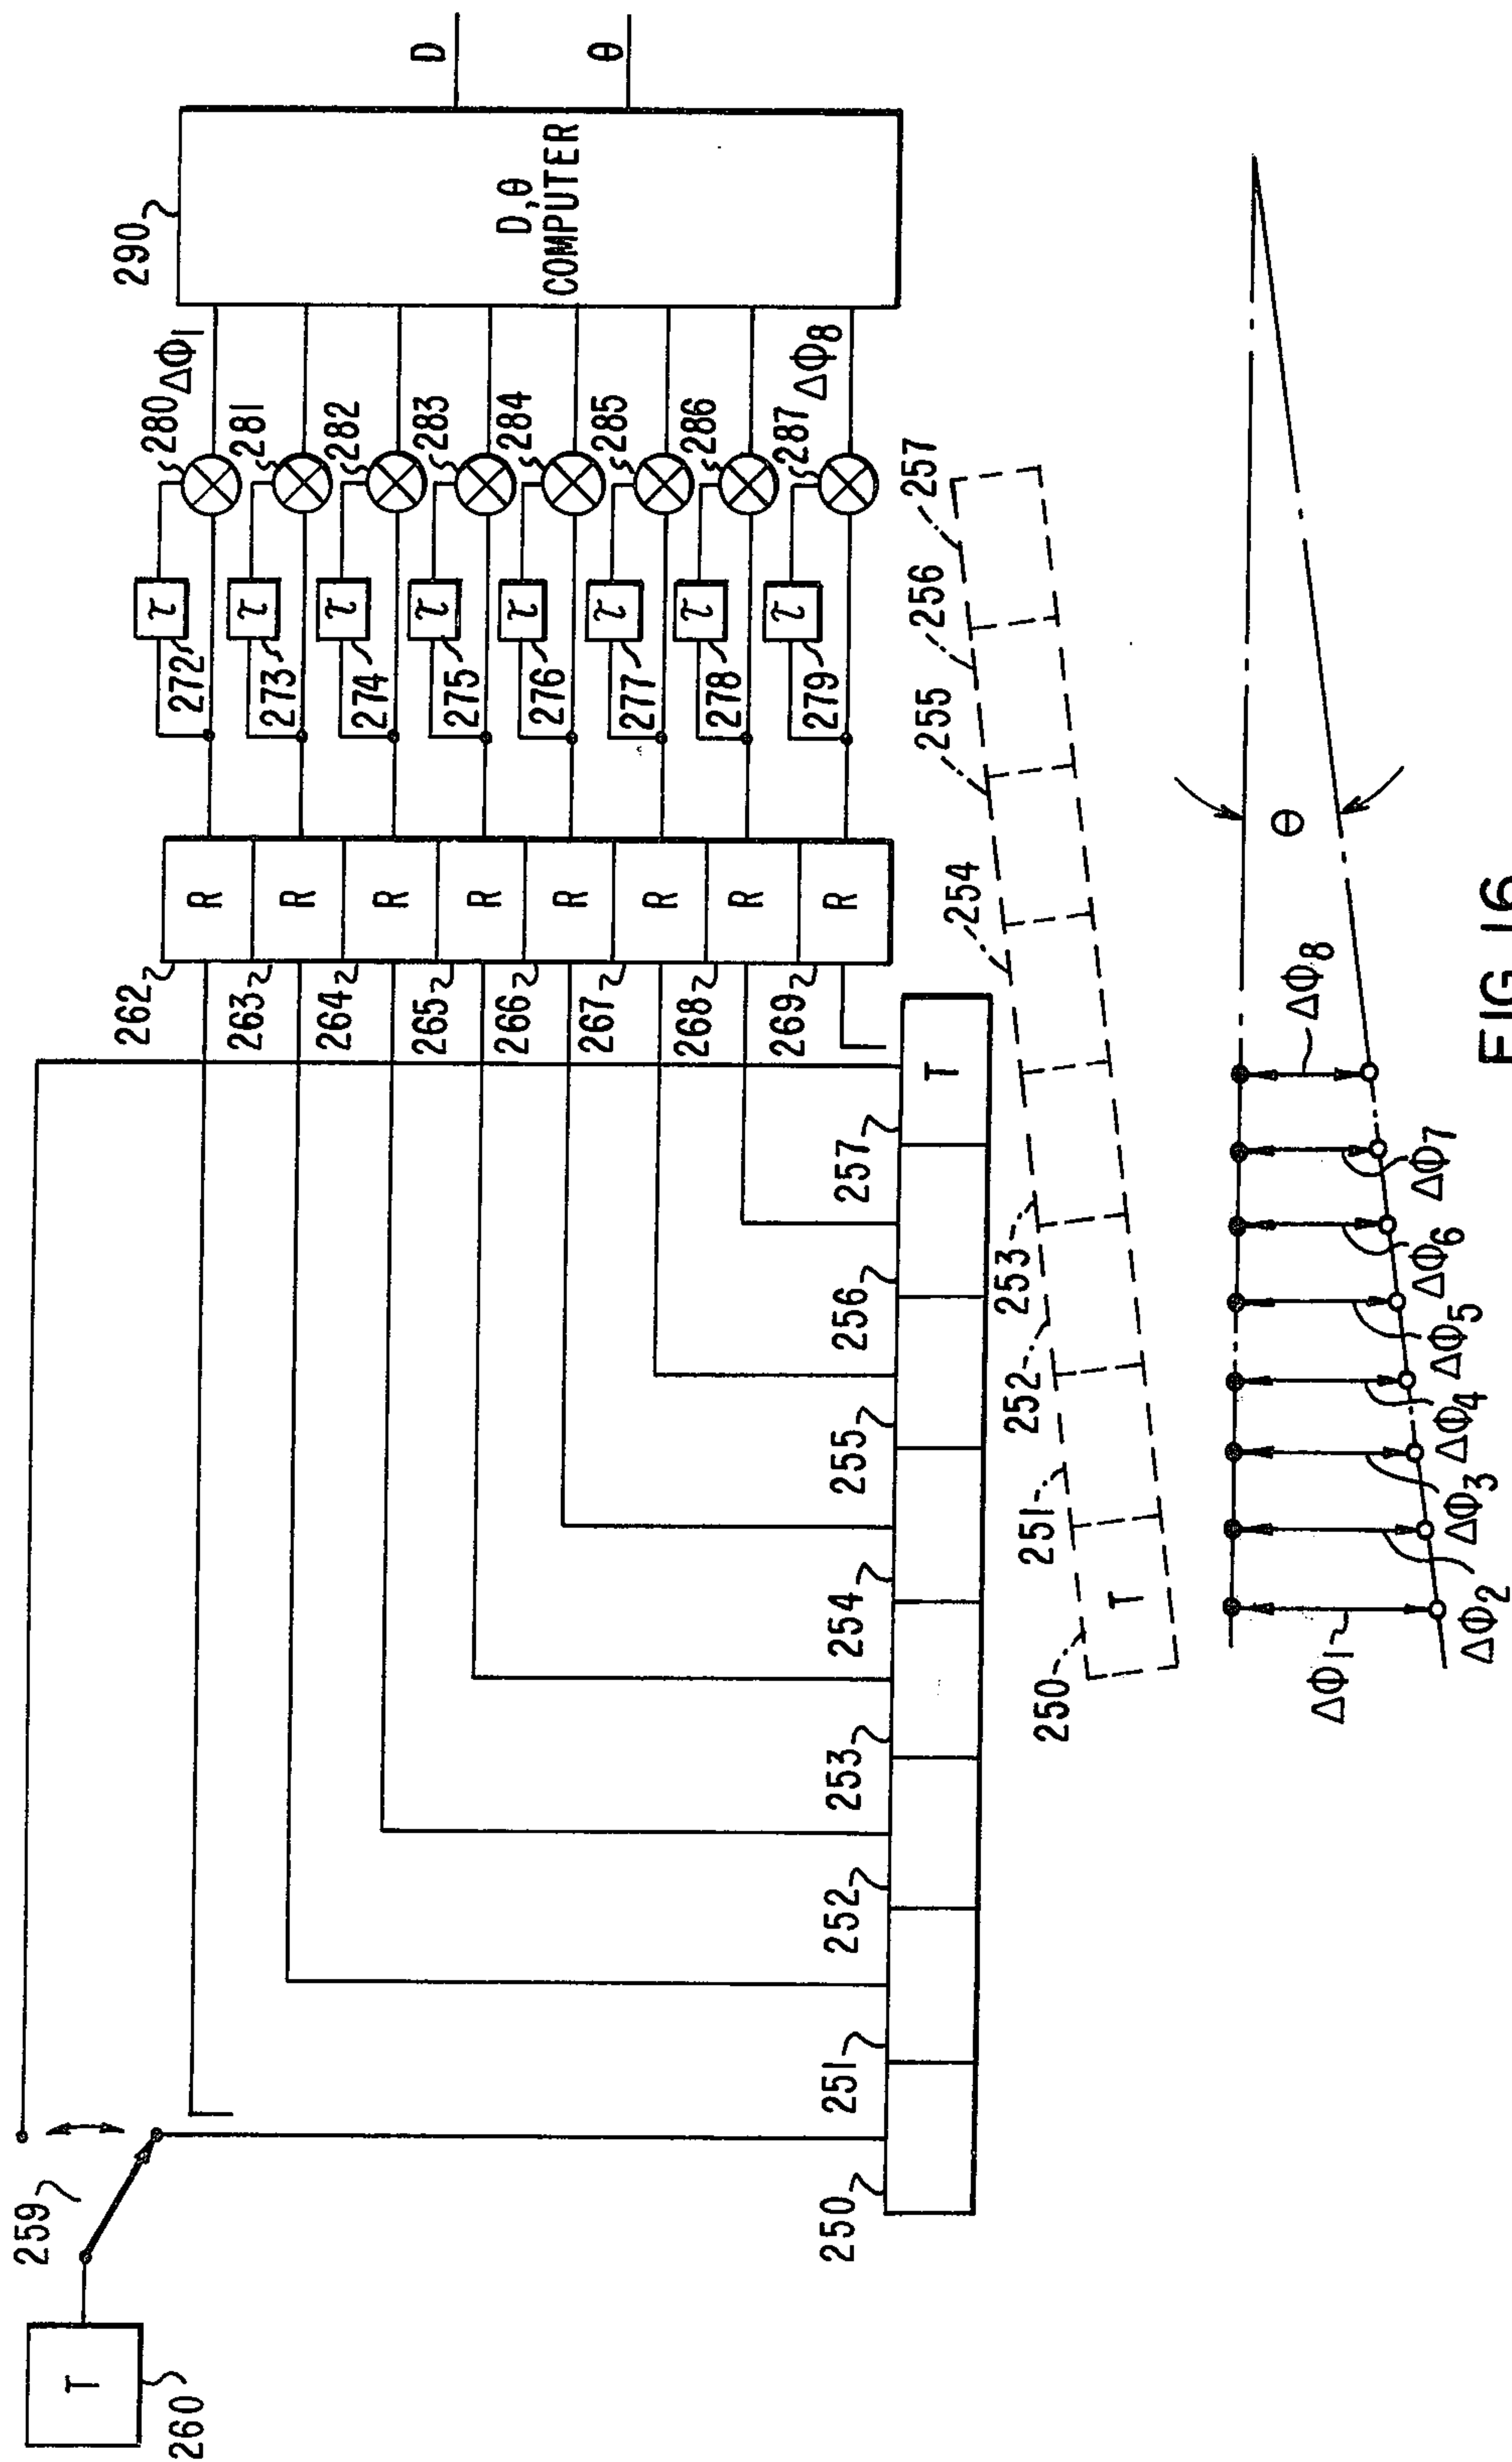 259
T
260
262
263
264
265
266
267
268
269
R
R
R
R
R
R
R
R
272
273
274
275
276
277
278
279
τ
τ
τ
τ
τ
τ
τ
τ
280
281
282
283
284
285
286
287
ΔΦ1
ΔΦ8
290
D,θ
COMPUTER
D
θ
250
251
252
253
254
255
256
257
T
250
251
252
253
254
255
256
257
T
ΔΦ1
ΔΦ2
ΔΦ3
ΔΦ4
ΔΦ5
ΔΦ6
ΔΦ7
ΔΦ8
θ
FIG. 16